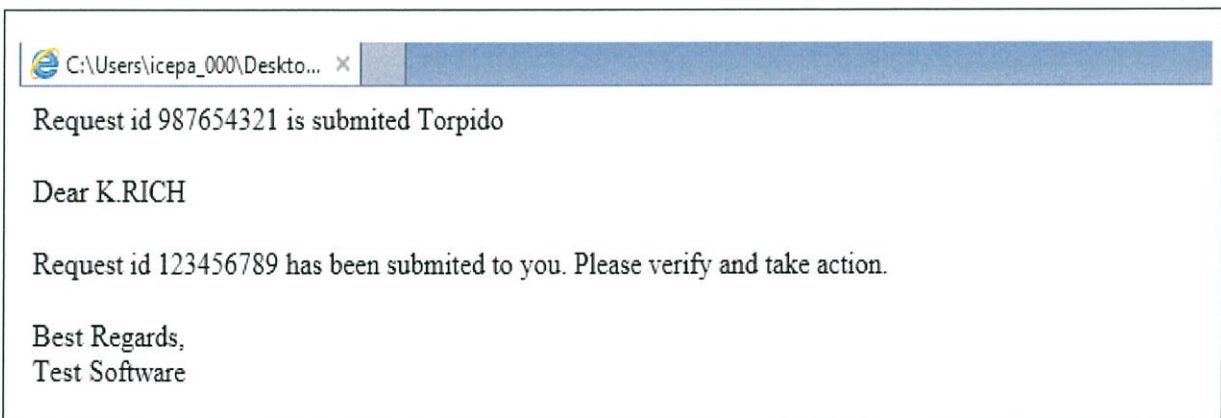 C:\Users\icepa_000\Deskto...
Request id 987654321 is submited Torpido
Dear K.RICH
Request id 123456789 has been submited to you. Please verify and take action.
Best Regards,
Test Software